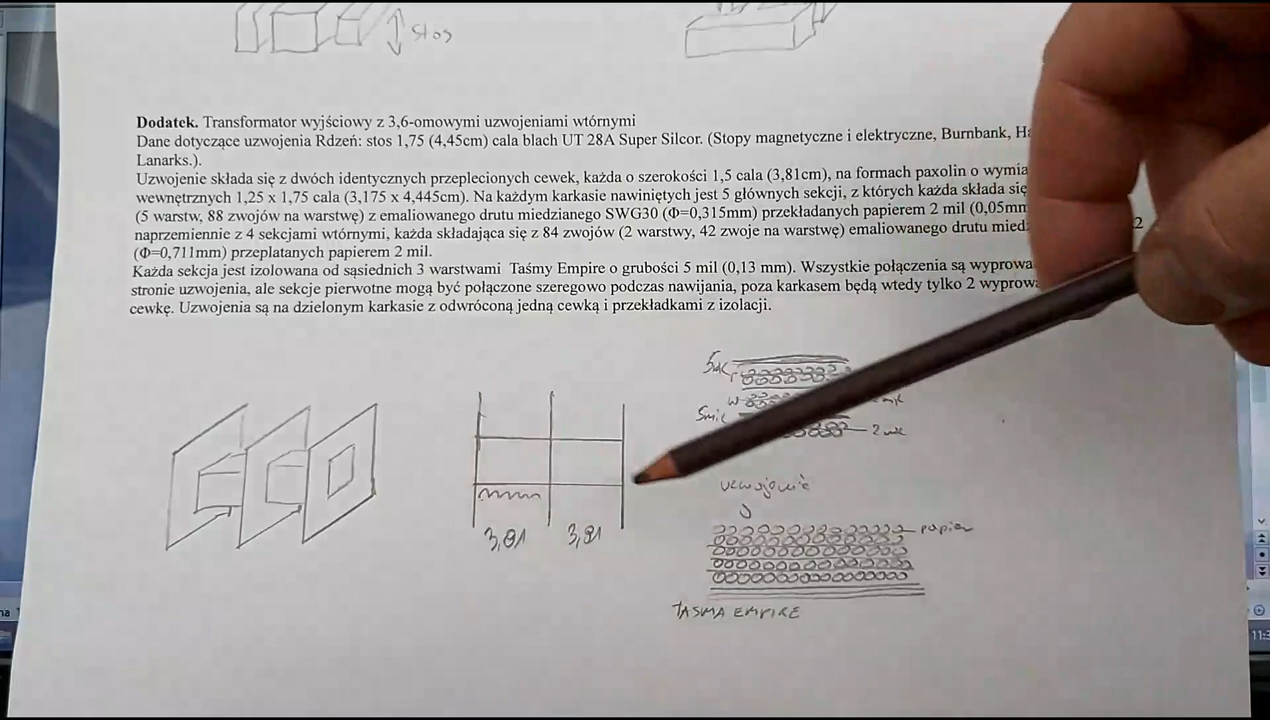 stos
Dodatek. Transformator wyjściowy z 3,6-omowymi uzwojeniami wtórnymi
Dane dotyczące uzwojenia Rdzeń: stos 1,75 (4,45cm) cala blach UT 28A Super Silcor. (Stopy magnetyczne i elektryczne, Burnbank, Ha
Lanarks.).
Uzwojenie składa się z dwóch identycznych przeplecionych cewek, każda o szerokości 1,5 cala (3,81cm), na formach paxolin o wymia
wewnętrznych 1,25 x 1,75 cala (3,175 x 4,445cm). Na każdym karkasie nawiniętych jest 5 głównych sekcji, z których każda składa się
(5 warstw, 88 zwojów na warstwę) z emaliowanego drutu miedzianego SWG30 (Φ=0,315mm) przekładanych papierem 2 mil (0,05mm
naprzemiennie z 4 sekcjami wtórnymi, każda składająca się z 84 zwojów (2 warstwy, 42 zwoje na warstwę) emaliowanego drutu mied 2
(Φ=0,711mm) przeplatanych papierem 2 mil.
Każda sekcja jest izolowana od sąsiednich 3 warstwami Taśmy Empire o grubości 5 mil (0,13 mm). Wszystkie połączenia są wyprowa
stronie uzwojenia, ale sekcje pierwotne mogą być połączone szeregowo podczas nawijania, poza karkasem będą wtedy tylko 2 wyprowa
cewkę. Uzwojenia są na dzielonym karkasie z odwróconą jedną cewką i przekładkami z izolacji.
W
5mil
uzwojenie
papier
3,81 3,81
TASMA EMPIRE
11:3